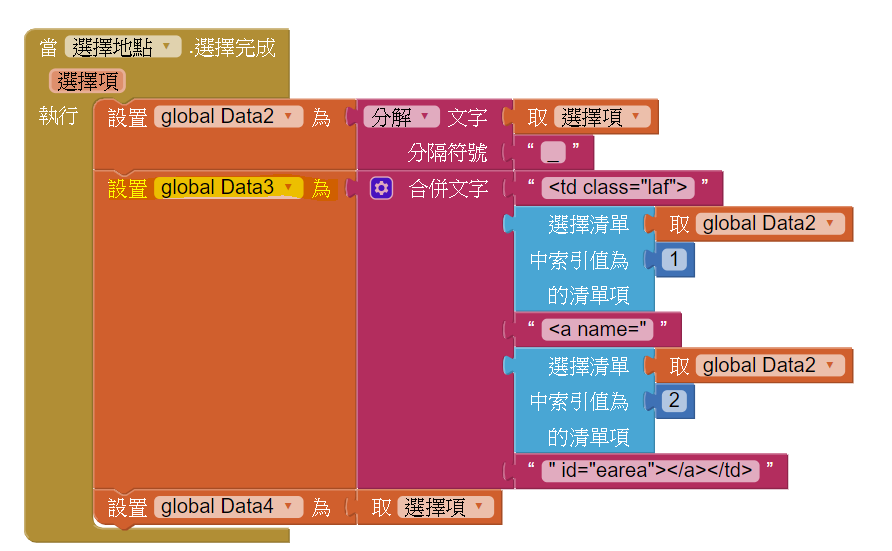 當 選擇地點 .選擇完成
選擇項
執行 設置 global Data2 為 分解 文字 取 選擇項
分隔符號 “ _ ”
設置 global Data3 為 合併文字 “ <td class="laf"> ”
選擇清單 取 global Data2
中索引值為 1
的清單項
“ <a name=" ”
選擇清單 取 global Data2
中索引值為 2
的清單項
“ " id="earea"></a></td> ”
設置 global Data4 為 取 選擇項